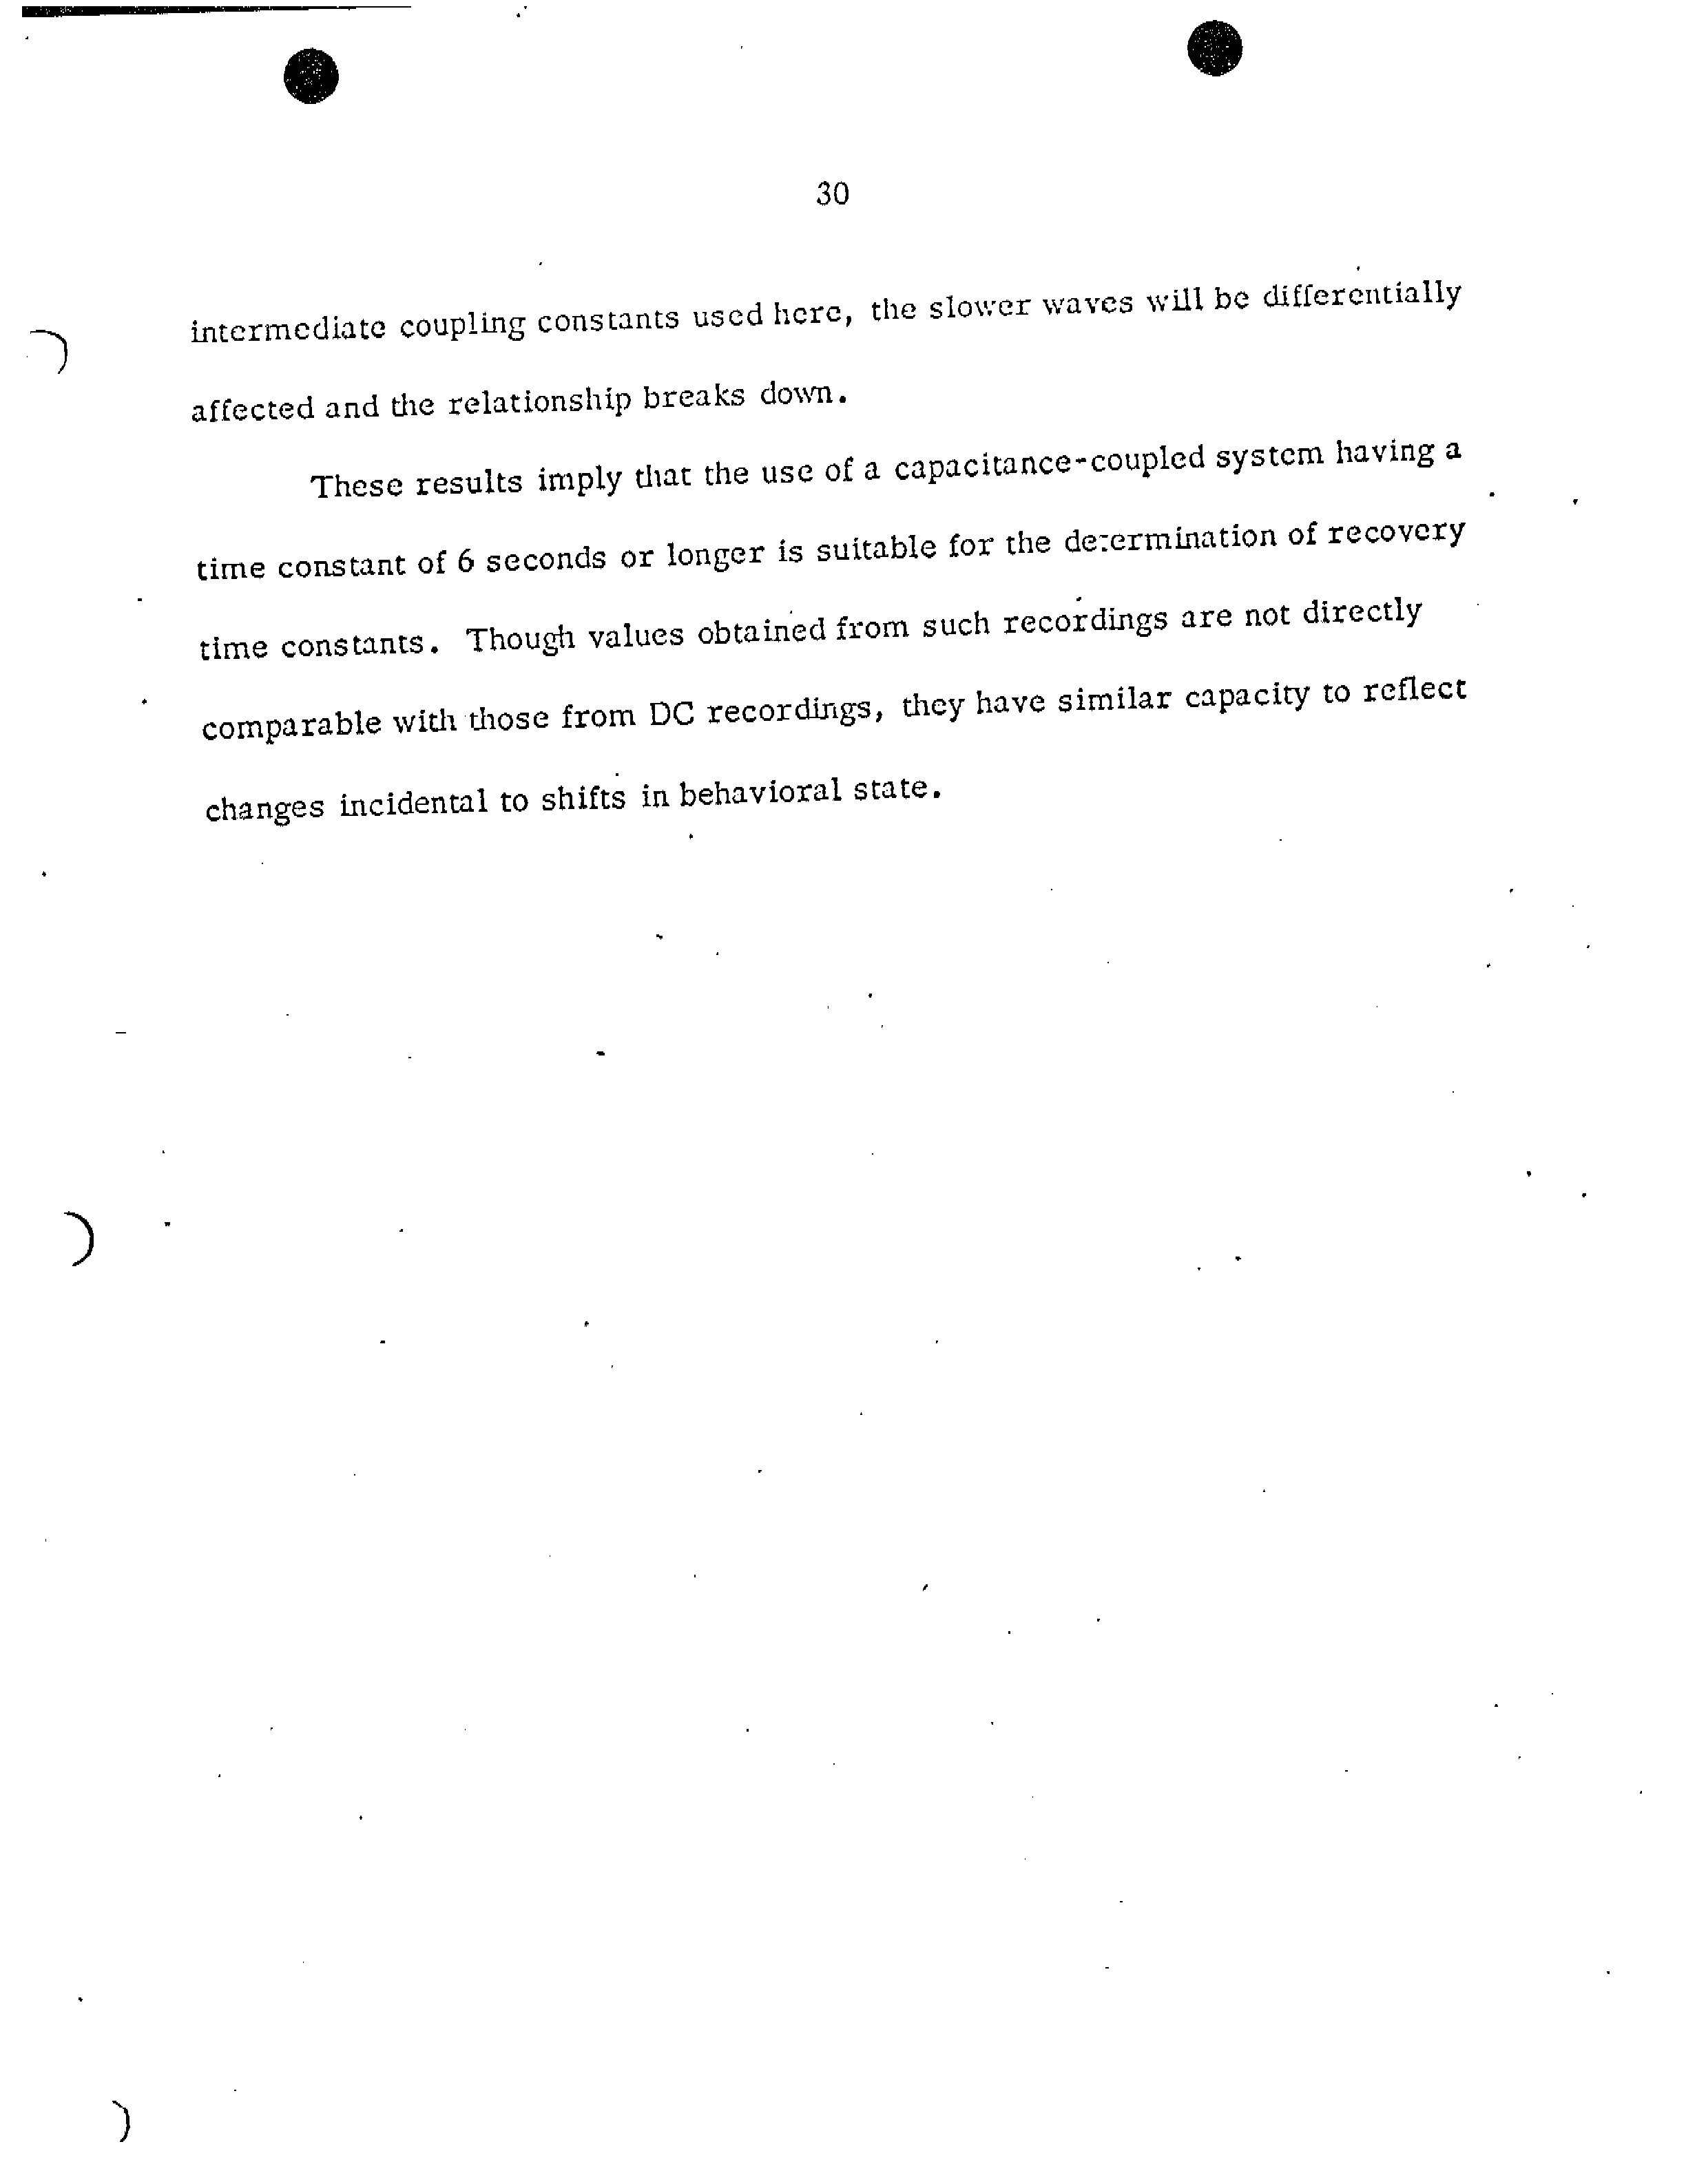 30
intermediate coupling constants used here, the slower waves will be differentially
affected and the relationship breaks down.
These results imply that the use of a capacitance-coupled system having a
time constant of 6 seconds or longer is suitable for the determination of recovery
time constants. Though values obtained from such recordings are not directly
comparable with those from DC recordings, they have similar capacity to reflect
changes incidental to shifts in behavioral state.